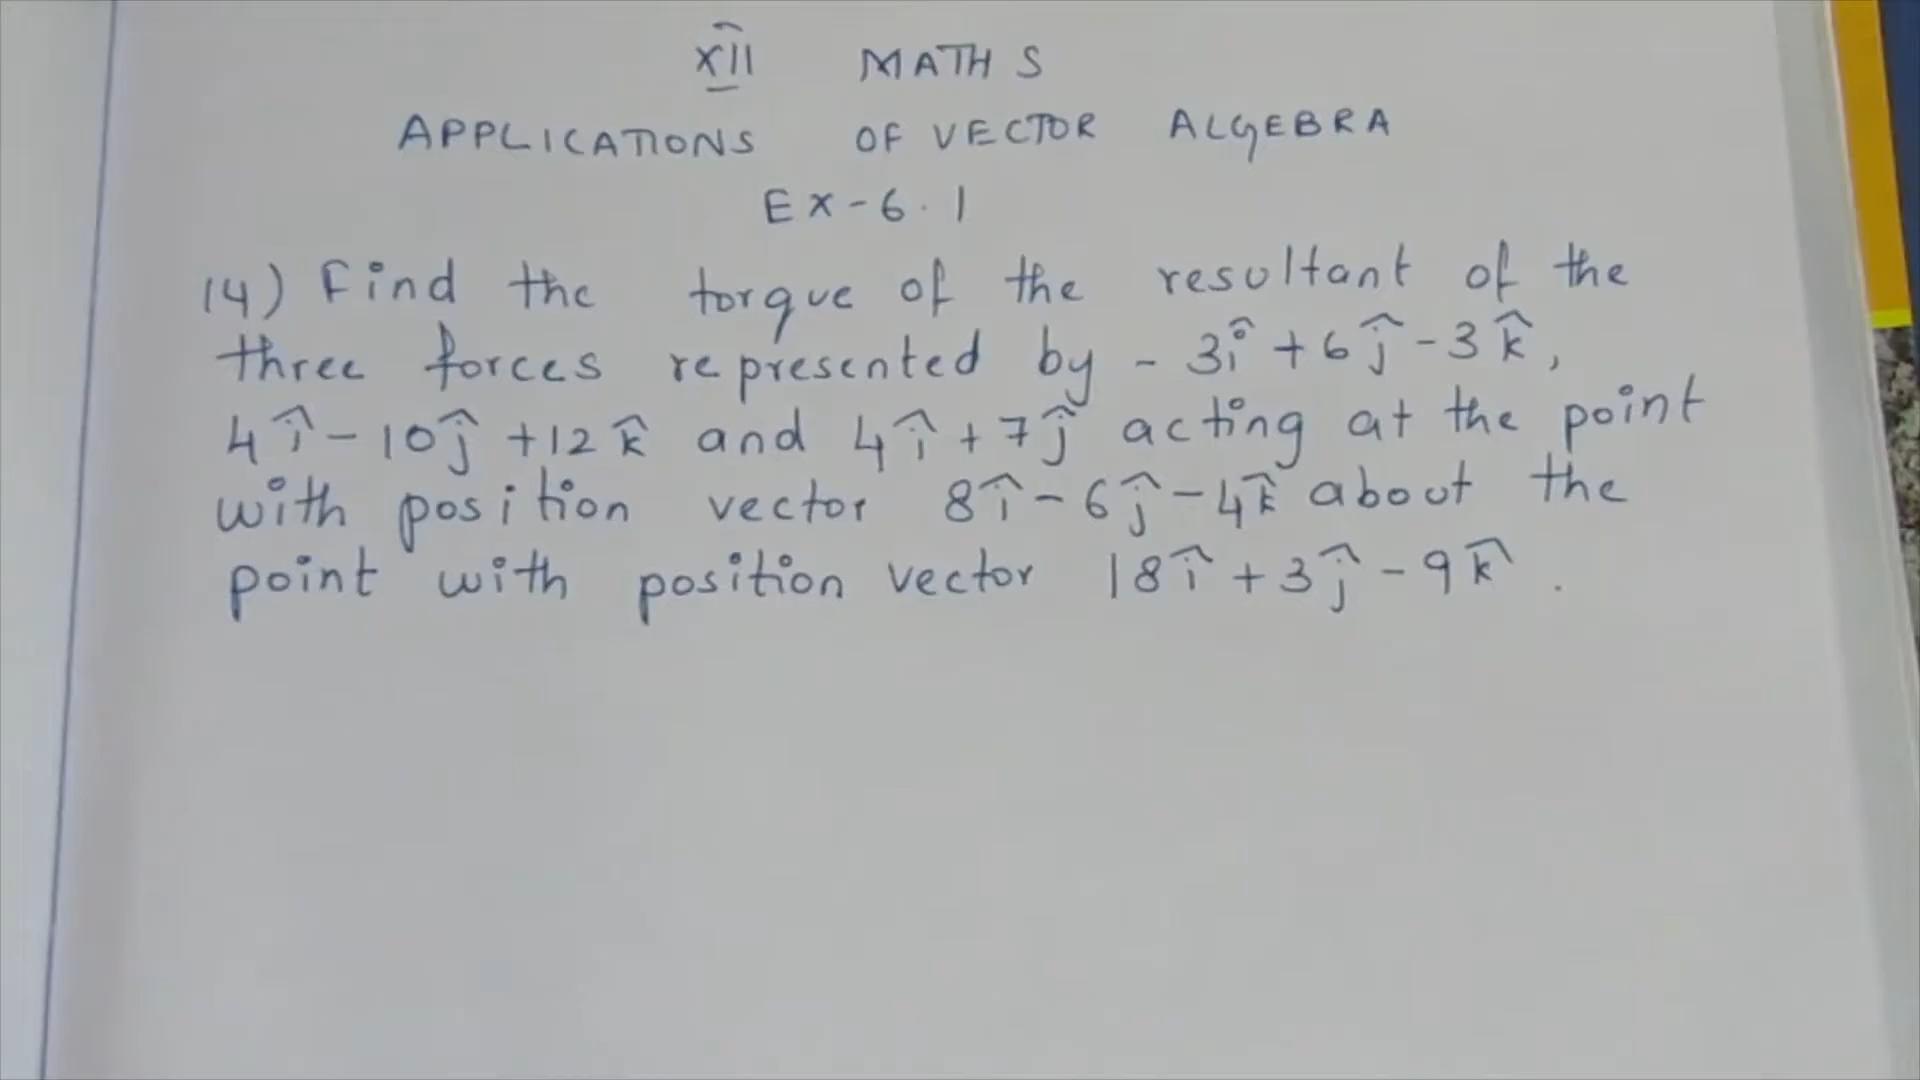 XII MATHS
APPLICATIONS OF VECTOR ALGEBRA
Ex-6.1
14) Find the torque of the resultant of the
three forces represented by -3î+6ĵ-3k̂,
4î-10ĵ+12k̂ and 4î+7ĵ acting at the point
with position vector 8î-6ĵ-4k̂ about the
point with position vector 18î+3ĵ-9k̂.